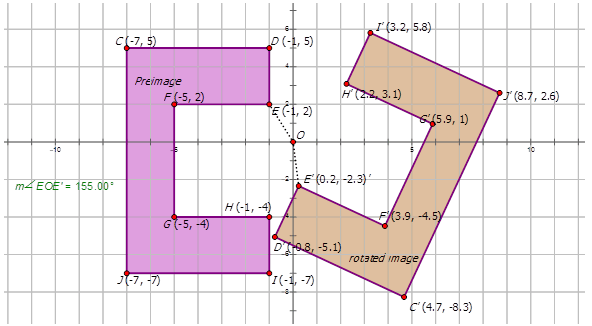 6
I' (3.2, 5.8)
C (-7, 5)
D (-1, 5)
4
Preimage
H' (2.2, 3.1)
J' (8.7, 2.6)
F (-5, 2)
2
E (-1, 2)
G' (5.9, 1)
O
-10
-5
5
10
m∠EOE' = 155.00°
E' (0.2, -2.3) '
H (-1, -4)
G (-5, -4)
F' (3.9, -4.5)
D' (-0.8, -5.1)
rotated image
J (-7, -7)
I (-1, -7)
C' (4.7, -8.3)